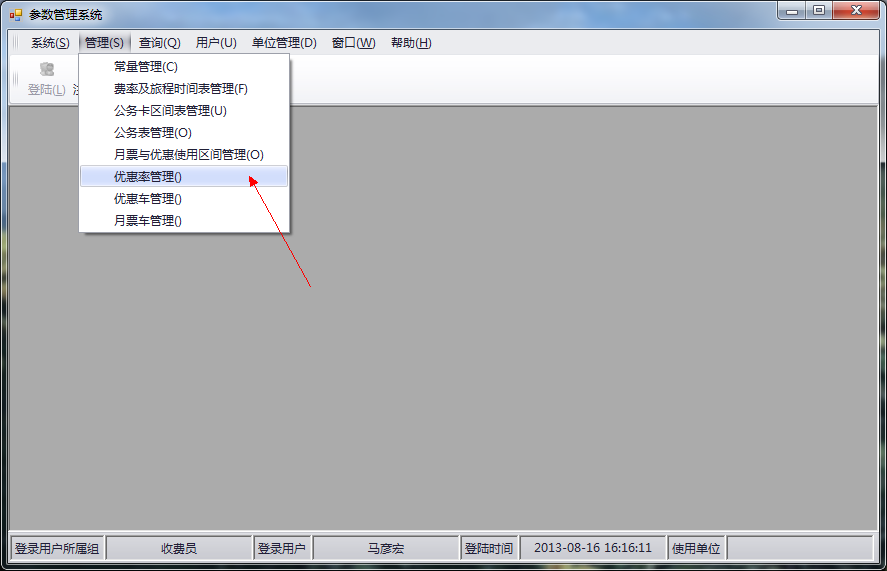 参数管理系统
系统(S) 管理(S) 查询(Q) 用户(U) 单位管理(D) 窗口(W) 帮助(H)
常量管理(C)
登陆(L)
费率及旅程时间表管理(F)
公务卡区间表管理(U)
公务表管理(O)
月票与优惠使用区间管理(O)
优惠率管理()
优惠车管理()
月票车管理()
登录用户所属组 收费员 登录用户 马彦宏 登陆时间 2013-08-16 16:16:11 使用单位